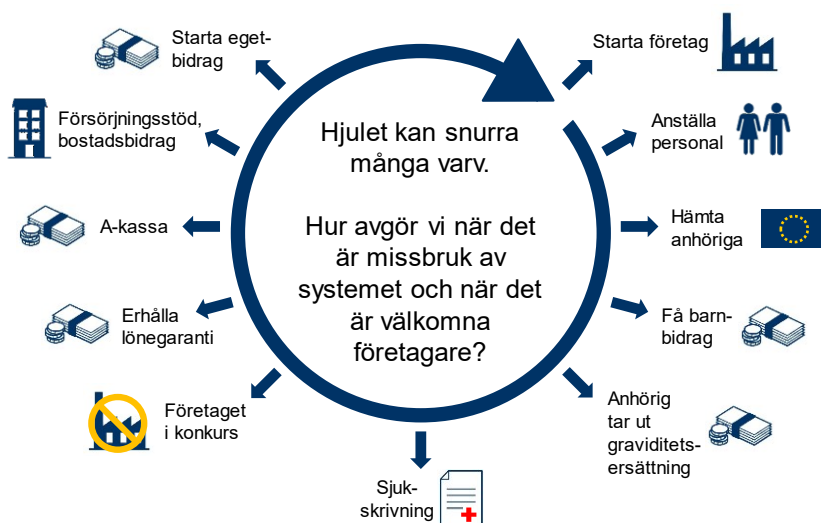 Starta eget-
bidrag
Starta företag
Försörjningsstöd,
bostadsbidrag
Anställa
personal
Hjulet kan snurra
många varv.
A-kassa
Hämta
anhöriga
Hur avgör vi när det
är missbruk av
systemet och när det
är välkomna
företagare?
Erhålla
lönegaranti
Få barn-
bidrag
Företaget
i konkurs
Anhörig
tar ut
graviditets-
ersättning
Sjuk-
skrivning